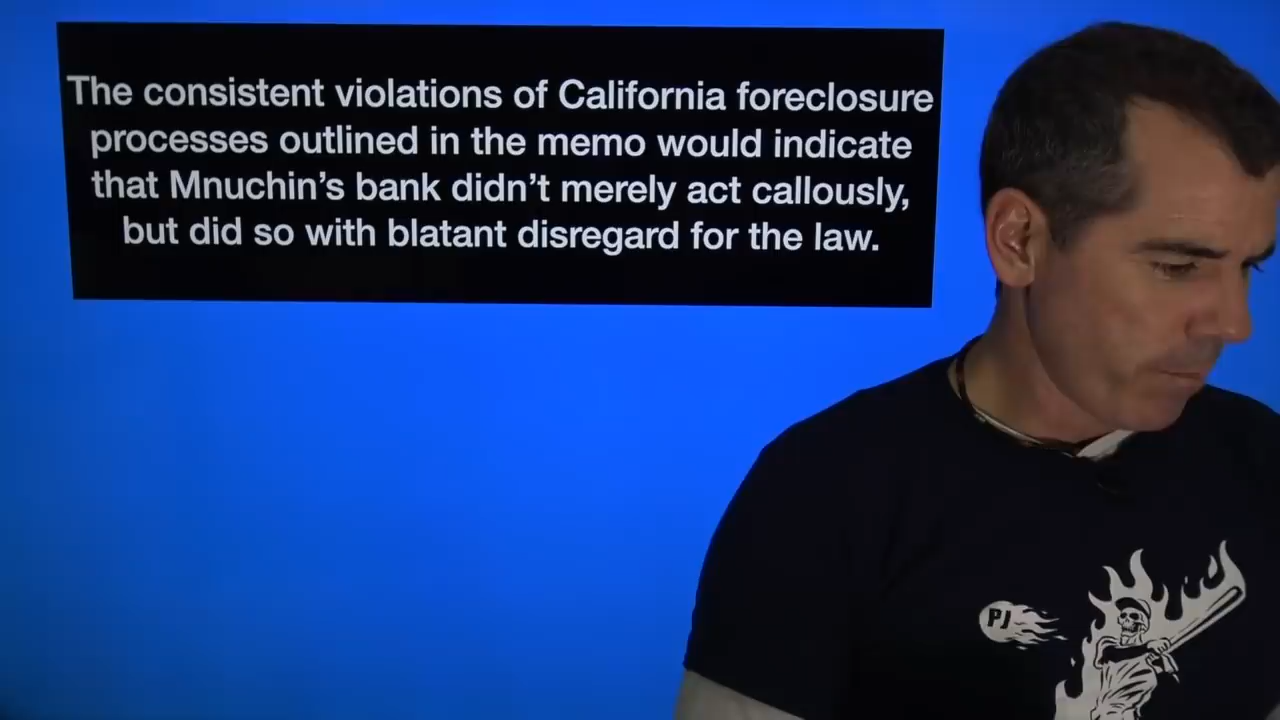 The consistent violations of California foreclosure
processes outlined in the memo would indicate
that Mnuchin’s bank didn’t merely act callously,
but did so with blatant disregard for the law.
PJ